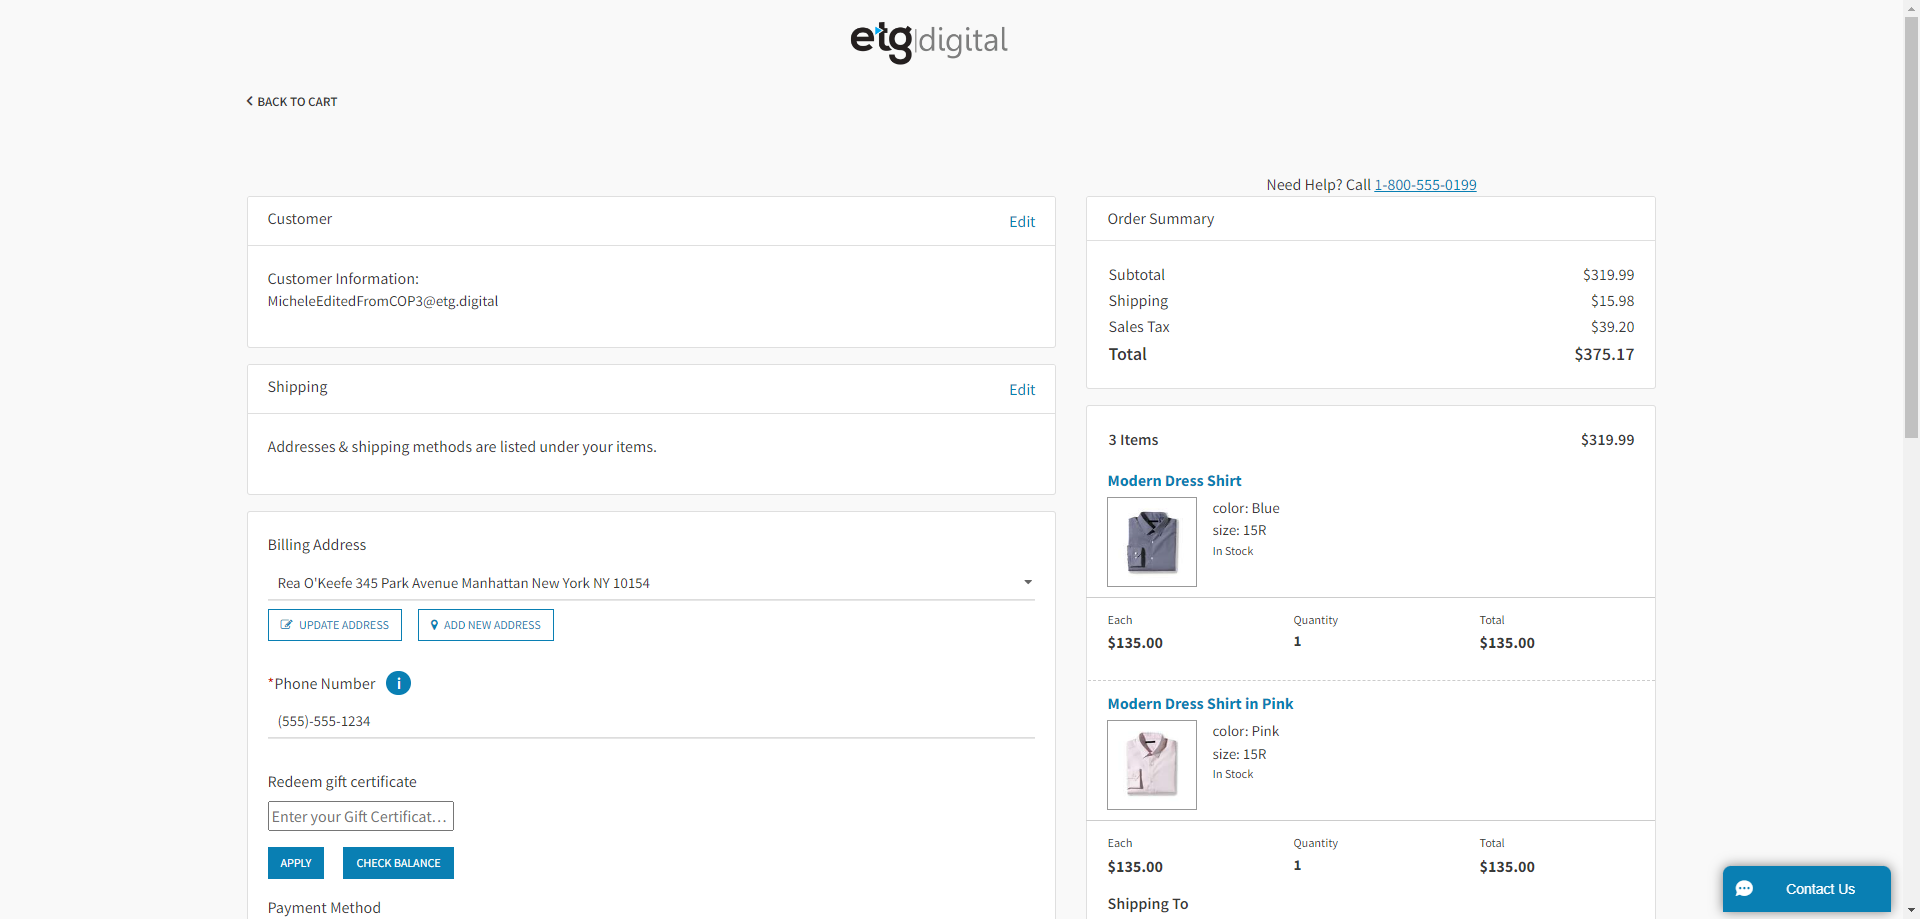 etg|digital
BACK TO CART
Need Help? Call 1-800-555-0199
Customer
Edit
Customer Information:
MicheleEditedFromCOP3@etg.digital
Shipping
Edit
Addresses & shipping methods are listed under your items.
Billing Address
Rea O'Keefe 345 Park Avenue Manhattan New York NY 10154
UPDATE ADDRESS
ADD NEW ADDRESS
*Phone Number
i
(555)-555-1234
Redeem gift certificate
Enter your Gift Certificat...
APPLY
CHECK BALANCE
Payment Method
Order Summary
Subtotal $319.99
Shipping $15.98
Sales Tax $39.20
Total $375.17
3 Items $319.99
Modern Dress Shirt
color: Blue
size: 15R
In Stock
Each Quantity Total
$135.00 1 $135.00
Modern Dress Shirt in Pink
color: Pink
size: 15R
In Stock
Each Quantity Total
$135.00 1 $135.00
Shipping To
Contact Us